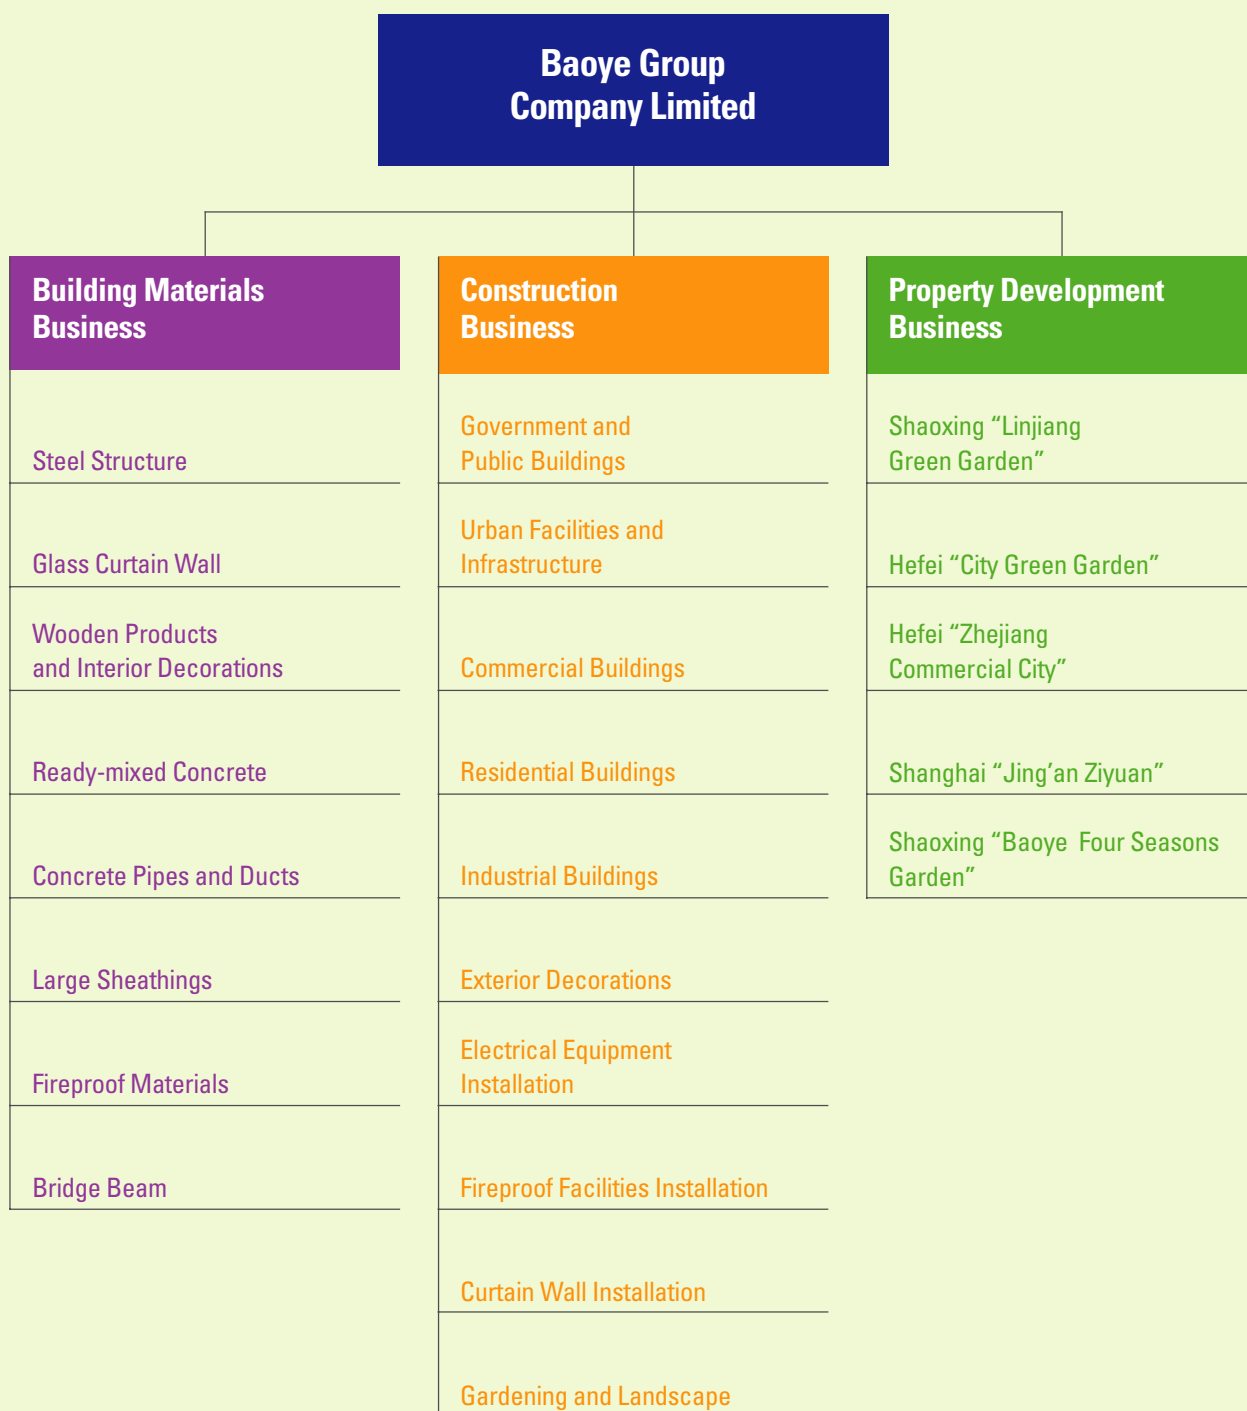 Baoye Group
Company Limited
Building Materials
Business
Steel Structure
Glass Curtain Wall
Wooden Products
and Interior Decorations
Ready-mixed Concrete
Concrete Pipes and Ducts
Large Sheathings
Fireproof Materials
Bridge Beam
Construction
Business
Government and
Public Buildings
Urban Facilities and
Infrastructure
Commercial Buildings
Residential Buildings
Industrial Buildings
Exterior Decorations
Electrical Equipment
Installation
Fireproof Facilities Installation
Curtain Wall Installation
Gardening and Landscape
Property Development
Business
Shaoxing “Linjiang
Green Garden”
Hefei “City Green Garden”
Hefei “Zhejiang
Commercial City”
Shanghai “Jing’an Ziyuan”
Shaoxing “Baoye Four Seasons
Garden”